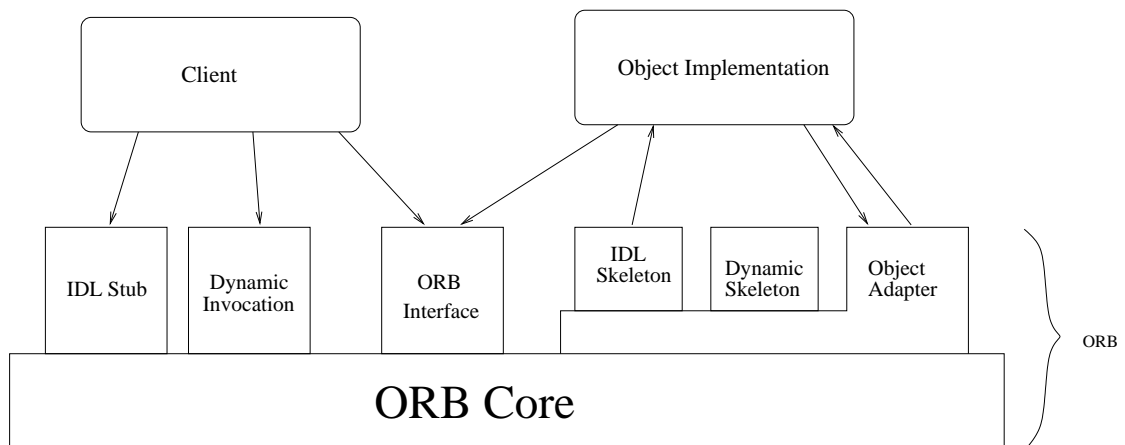 Client
Object Implementation
IDL Stub
Dynamic
Invocation
ORB
Interface
IDL
Skeleton
Dynamic
Skeleton
Object
Adapter
ORB
ORB Core